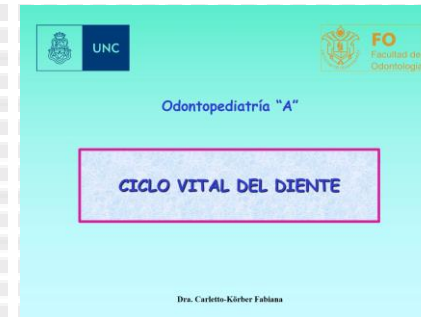 UNC
FO
Facultad de
Odontología
Odontopediatría "A"
CICLO VITAL DEL DIENTE
Dra. Carletto-Körber Fabiana